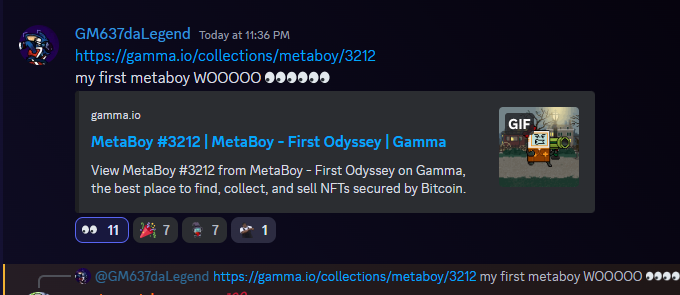 GM637daLegend Today at 11:36 PM
https://gamma.io/collections/metaboy/3212
my first metaboy WOOOOO 👀👀👀
gamma.io
MetaBoy #3212 | MetaBoy - First Odyssey | Gamma
GIF
View MetaBoy #3212 from MetaBoy - First Odyssey on Gamma,
the best place to find, collect, and sell NFTs secured by Bitcoin.
👀 11 🎉 7 7 1
@GM637daLegend https://gamma.io/collections/metaboy/3212 my first metaboy WOOOOO 👀👀